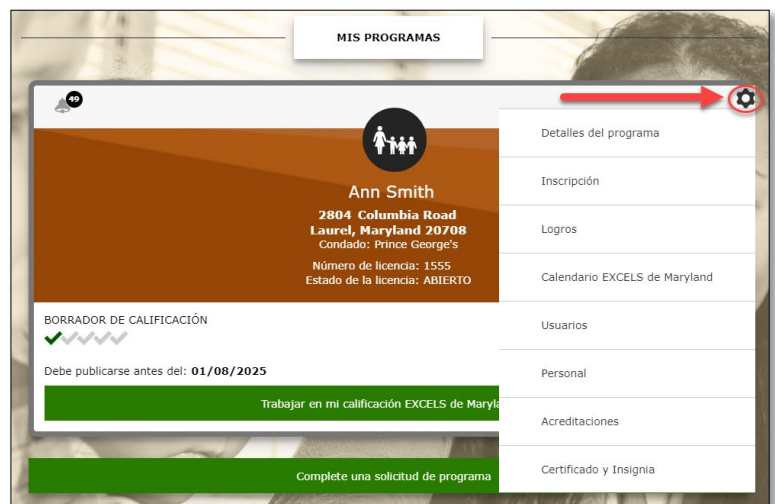 MIS PROGRAMAS
49
Ann Smith
2804 Columbia Road
Laurel, Maryland 20708
Condado: Prince George's
Número de licencia: 1555
Estado de la licencia: ABIERTO
BORRADOR DE CALIFICACIÓN
Debe publicarse antes del: 01/08/2025
Trabajar en mi calificación EXCELS de Maryla
Complete una solicitud de programa
Detalles del programa
Inscripción
Logros
Calendario EXCELS de Maryland
Usuarios
Personal
Acreditaciones
Certificado y Insignia